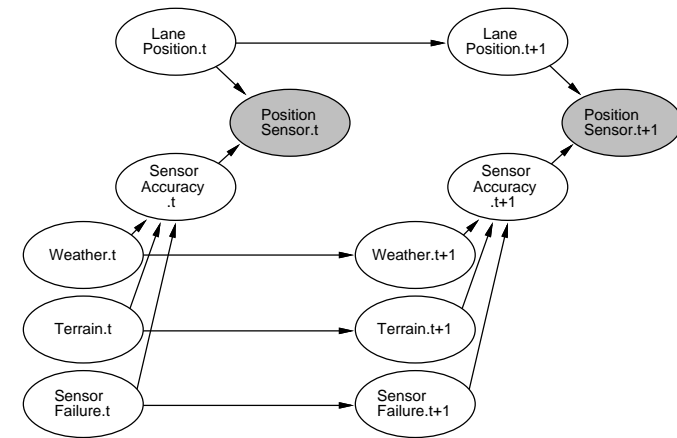 Lane
Position.t
Lane
Position.t+1
Position
Sensor.t
Position
Sensor.t+1
Sensor
Accuracy
.t
Sensor
Accuracy
.t+1
Weather.t
Weather.t+1
Terrain.t
Terrain.t+1
Sensor
Failure.t
Sensor
Failure.t+1